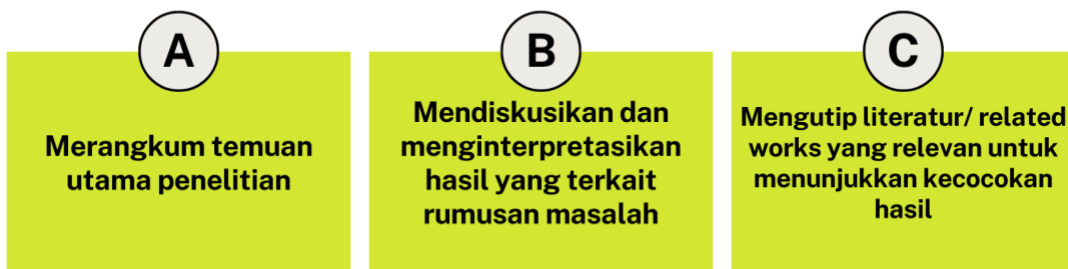 A
Merangkum temuan
utama penelitian
B
Mendiskusikan dan
menginterpretasikan
hasil yang terkait
rumusan masalah
C
Mengutip literatur/ related
works yang relevan untuk
menunjukkan kecocokan
hasil